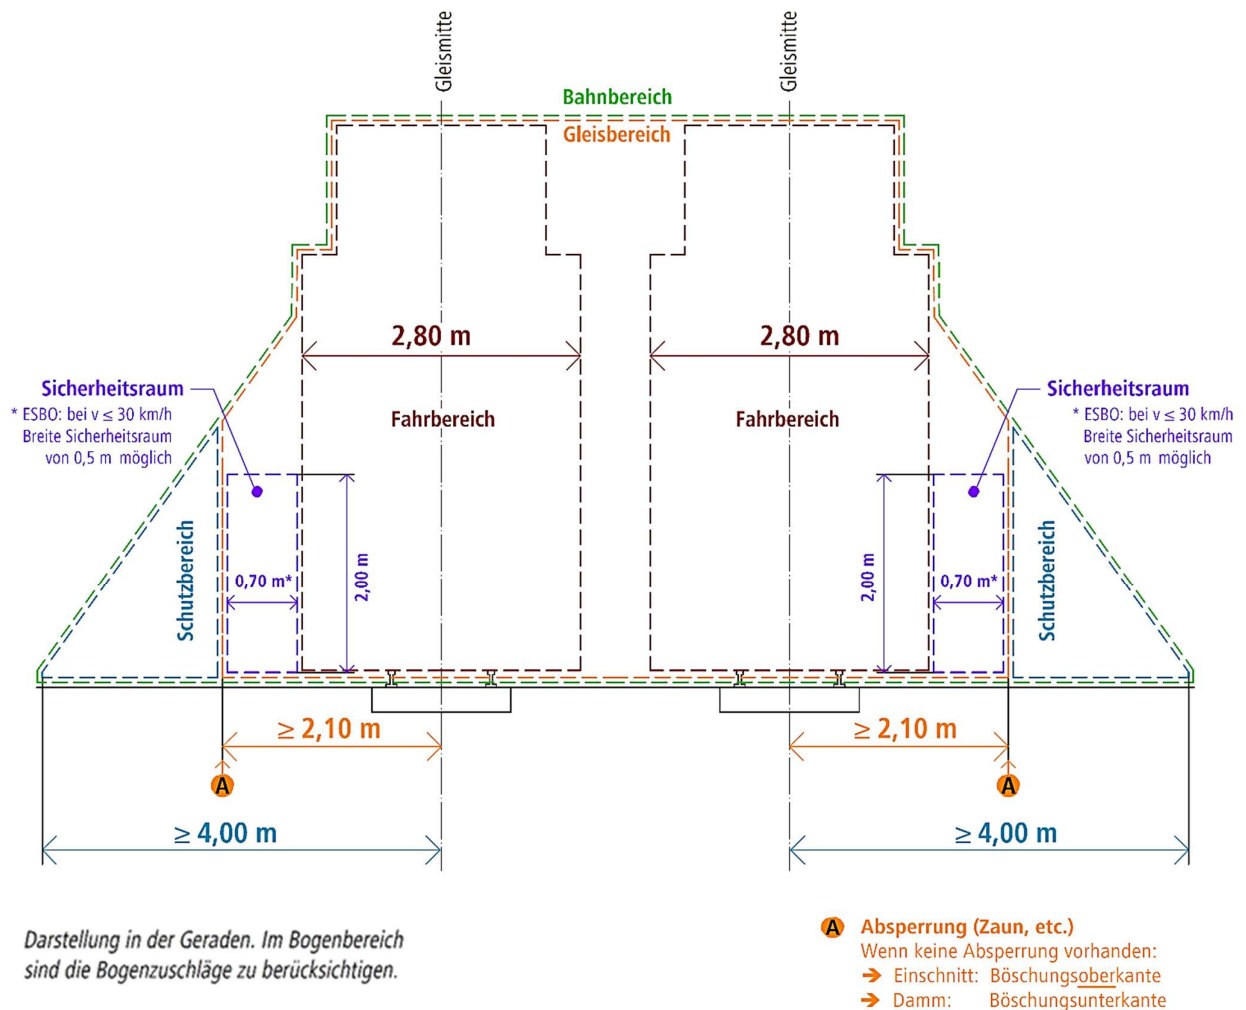 Gleismitte
Gleismitte
Bahnbereich
Gleisbereich
2,80 m
2,80 m
Sicherheitsraum
* ESBO: bei v ≤ 30 km/h
Breite Sicherheitsraum
von 0,5 m möglich
Fahrbereich
Fahrbereich
Sicherheitsraum
* ESBO: bei v ≤ 30 km/h
Breite Sicherheitsraum
von 0,5 m möglich
Schutzbereich
0,70 m*
2,00 m
2,00 m
0,70 m*
Schutzbereich
≥ 2,10 m
≥ 2,10 m
A
A
≥ 4,00 m
≥ 4,00 m
Darstellung in der Geraden. Im Bogenbereich
sind die Bogenzuschläge zu berücksichtigen.
A Absperrung (Zaun, etc.)
Wenn keine Absperrung vorhanden:
➔ Einschnitt: Böschungsoberkante
➔ Damm: Böschungsunterkante